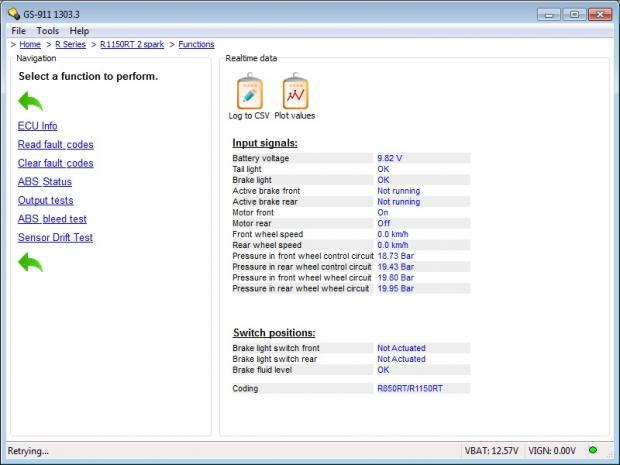 GS-911 1303.3
File Tools Help
> Home > R Series > R1150RT 2 spark > Functions
Navigation
Select a function to perform.
ECU Info
Read fault codes
Clear fault codes
ABS Status
Output tests
ABS bleed test
Sensor Drift Test
Realtime data
Log to CSV Plot values
Input signals:
Battery voltage 9.82 V
Tail light OK
Brake light OK
Active brake front Not running
Active brake rear Not running
Motor front On
Motor rear Off
Front wheel speed 0.0 km/h
Rear wheel speed 0.0 km/h
Pressure in front wheel control circuit 18.73 Bar
Pressure in rear wheel control circuit 19.43 Bar
Pressure in front wheel wheel circuit 19.80 Bar
Pressure in rear wheel wheel circuit 19.95 Bar
Switch positions:
Brake light switch front Not Actuated
Brake light switch rear Not Actuated
Brake fluid level OK
Coding R850RT/R1150RT
Retrying... VBAT: 12.57V VIGN: 0.00V